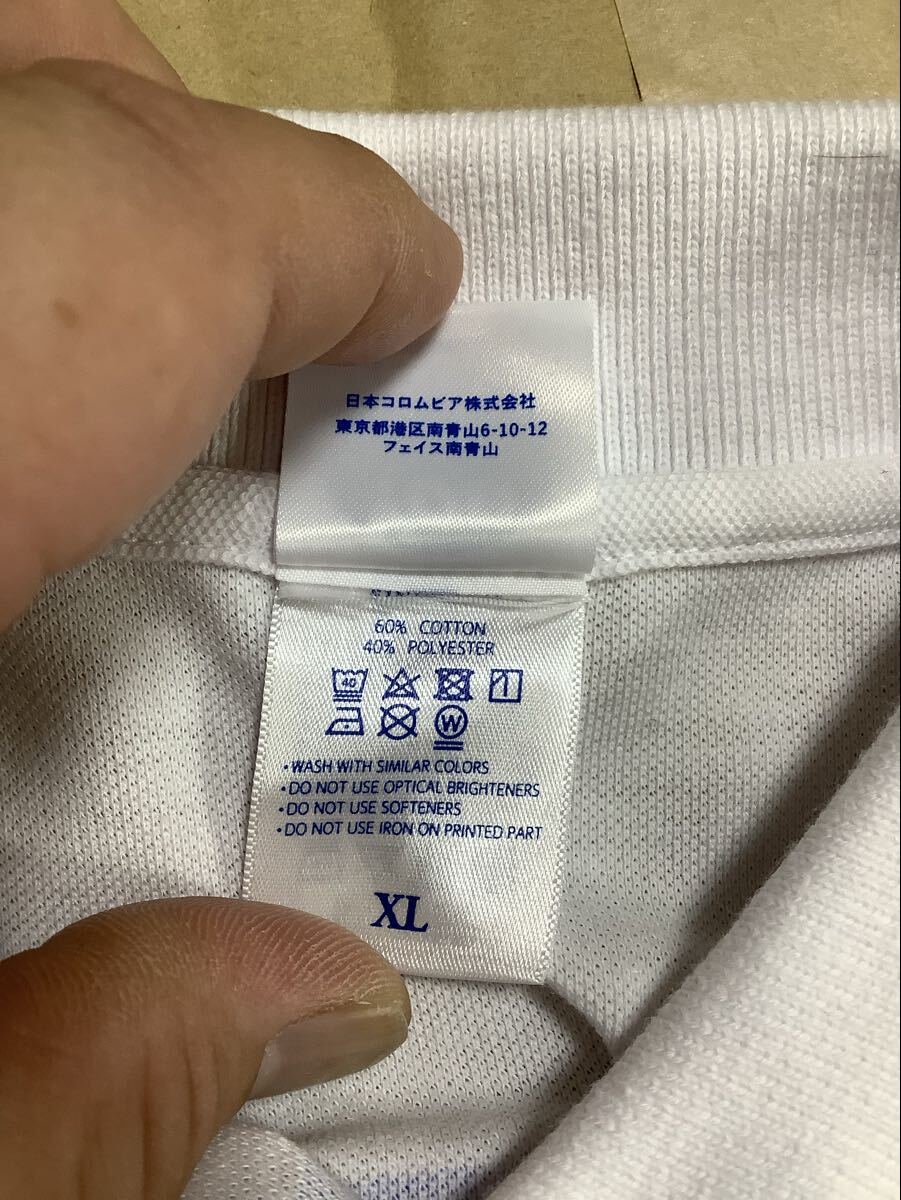 日本コロムビア株式会社
東京都港区南青山6-10-12
フェイス南青山
60% COTTON
40% POLYESTER
40
W
・WASH WITH SIMILAR COLORS
・DO NOT USE OPTICAL BRIGHTENERS
・DO NOT USE SOFTENERS
・DO NOT USE IRON ON PRINTED PART
XL